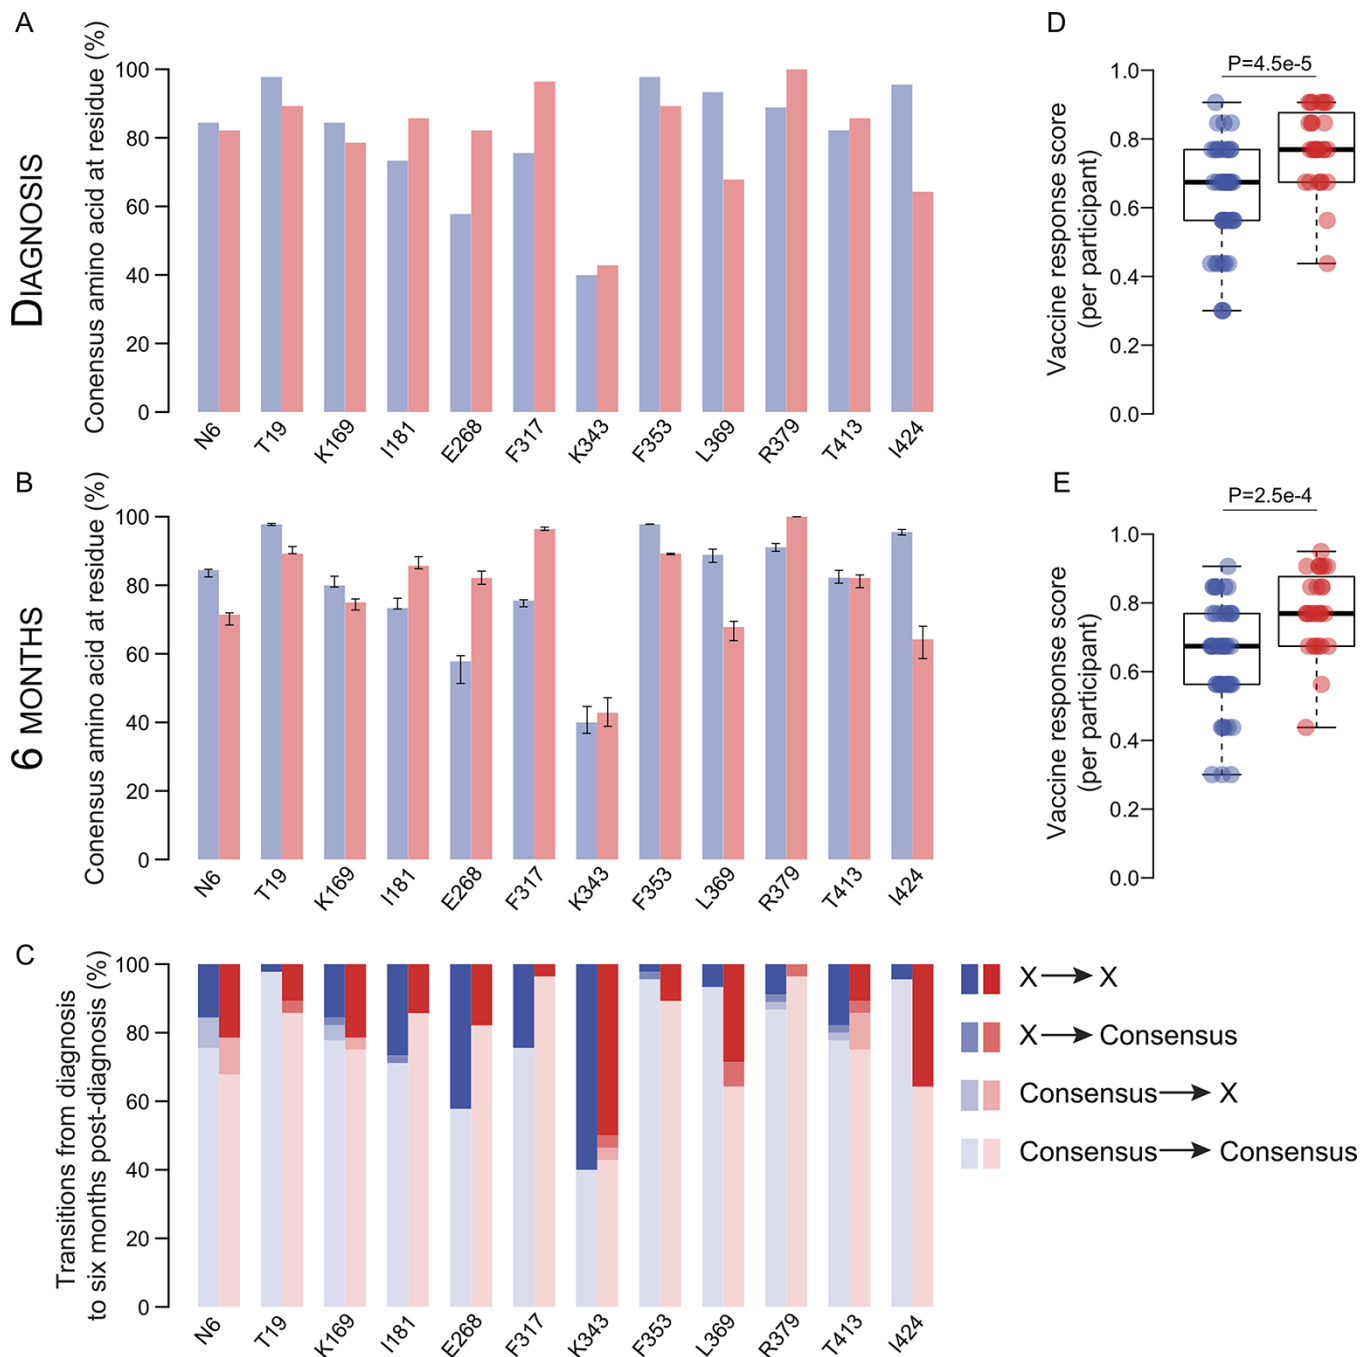 A
Conensus amino acid at residue (%)
DIAGNOSIS
100
80
60
40
20
0
N6
T19
K169
I181
E268
F317
K343
F353
L369
R379
T413
I424
D
P=4.5e-5
Vaccine response score
(per participant)
1.0
0.8
0.6
0.4
0.2
0.0
B
Conensus amino acid at residue (%)
6 MONTHS
100
80
60
40
20
0
N6
T19
K169
I181
E268
F317
K343
F353
L369
R379
T413
I424
E
P=2.5e-4
Vaccine response score
(per participant)
1.0
0.8
0.6
0.4
0.2
0.0
C
Transitions from diagnosis
to six months post-diagnosis (%)
100
80
60
40
20
0
N6
T19
K169
I181
E268
F317
K343
F353
L369
R379
T413
I424
X → X
X → Consensus
Consensus → X
Consensus → Consensus